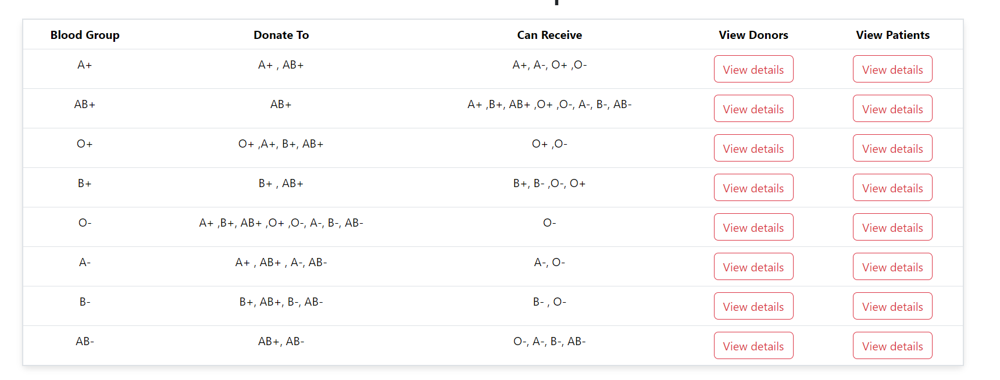 Blood Group Donate To Can Receive View Donors View Patients
A+ A+ , AB+ A+, A-, O+ ,O- View details View details
AB+ AB+ A+ ,B+, AB+ ,O+ ,O-, A-, B-, AB- View details View details
O+ O+ ,A+, B+, AB+ O+ ,O- View details View details
B+ B+ , AB+ B+, B- ,O-, O+ View details View details
O- A+ ,B+, AB+ ,O+ ,O-, A-, B-, AB- O- View details View details
A- A+ , AB+ , A-, AB- A-, O- View details View details
B- B+, AB+, B-, AB- B- , O- View details View details
AB- AB+, AB- O-, A-, B-, AB- View details View details